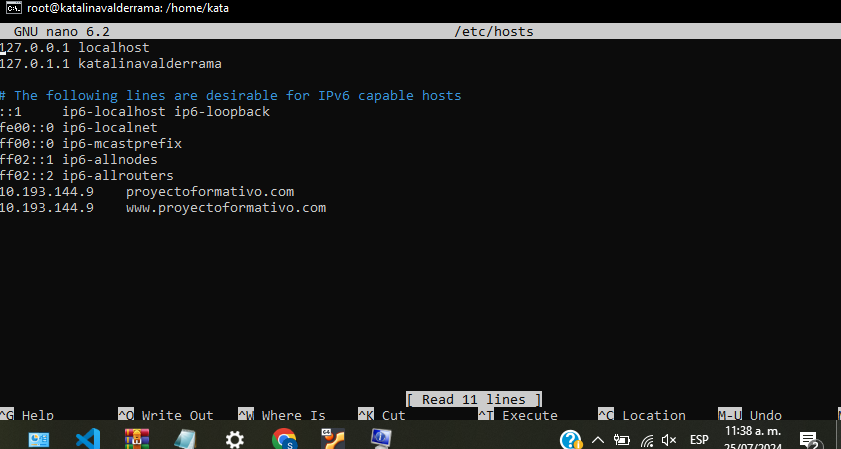 root@katalinavalderrama: /home/kata
GNU nano 6.2 /etc/hosts
127.0.0.1 localhost
127.0.1.1 katalinavalderrama
# The following lines are desirable for IPv6 capable hosts
::1 ip6-localhost ip6-loopback
fe00::0 ip6-localnet
ff00::0 ip6-mcastprefix
ff02::1 ip6-allnodes
ff02::2 ip6-allrouters
10.193.144.9 proyectoformativo.com
10.193.144.9 www.proyectoformativo.com
[ Read 11 lines ]
^G Help ^O Write Out ^W Where Is ^K Cut ^T Execute ^C Location M-U Undo
64 ESP 11:38 a. m.
25/07/2024 2